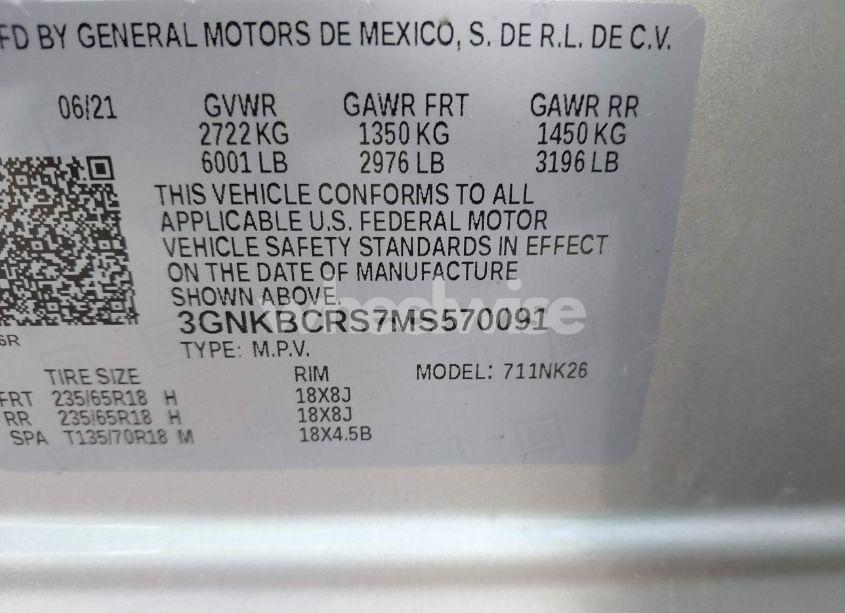 FD BY GENERAL MOTORS DE MEXICO, S. DE R.L. DE C.V.
06/21 GVWR GAWR FRT GAWR RR
2722 KG 1350 KG 1450 KG
6001 LB 2976 LB 3196 LB
THIS VEHICLE CONFORMS TO ALL
APPLICABLE U.S. FEDERAL MOTOR
VEHICLE SAFETY STANDARDS IN EFFECT
ON THE DATE OF MANUFACTURE
SHOWN ABOVE.
wheelwise
3GNKBCRS7MS570091
6R
TYPE: M.P.V.
TIRE SIZE RIM MODEL: 711NK26
FRT 235/65R18 H 18X8J
RR 235/65R18 H 18X8J
SPA T135/70R18 M 18X4.5B